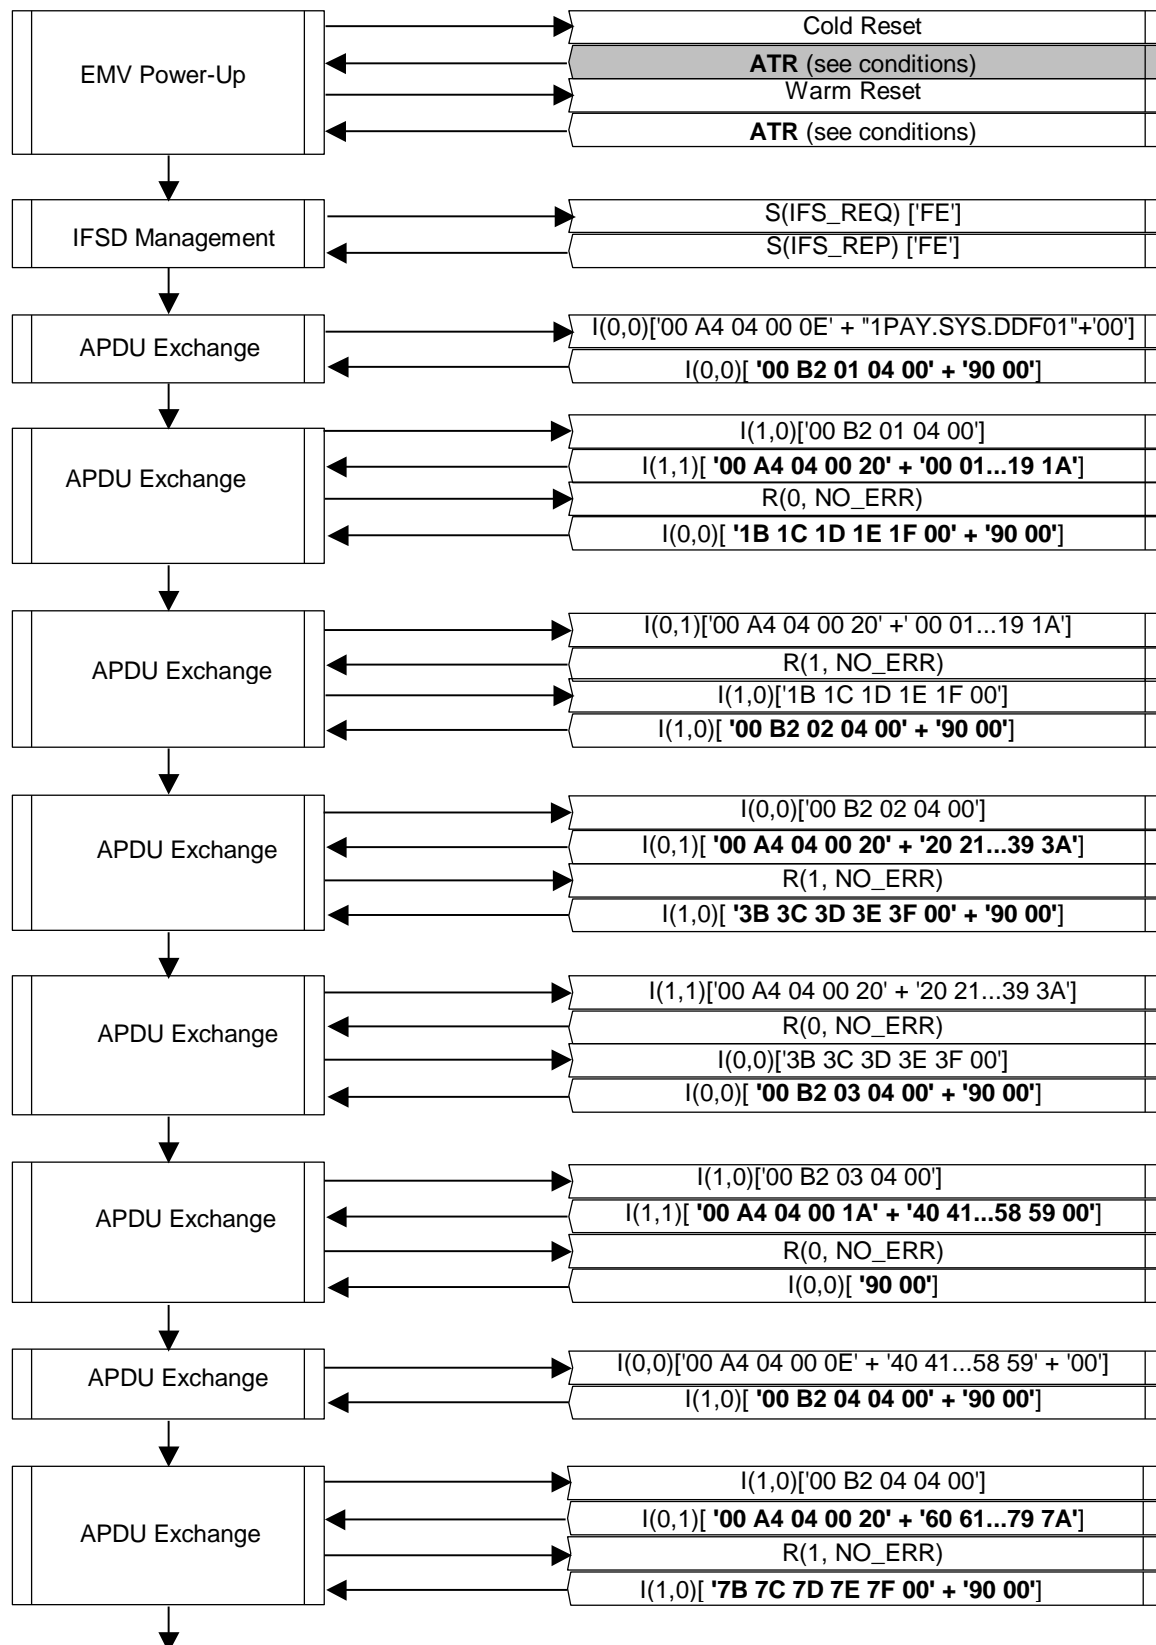 EMV Power-Up
Cold Reset
ATR (see conditions)
Warm Reset
ATR (see conditions)
IFSD Management
S(IFS_REQ) ['FE']
S(IFS_REP) ['FE']
APDU Exchange
I(0,0)['00 A4 04 00 0E' + "1PAY.SYS.DDF01"+'00']
I(0,0)[ '00 B2 01 04 00' + '90 00']
APDU Exchange
I(1,0)['00 B2 01 04 00']
I(1,1)[ '00 A4 04 00 20' + '00 01...19 1A']
R(0, NO_ERR)
I(0,0)[ '1B 1C 1D 1E 1F 00' + '90 00']
APDU Exchange
I(0,1)['00 A4 04 00 20' +' 00 01...19 1A']
R(1, NO_ERR)
I(1,0)['1B 1C 1D 1E 1F 00']
I(1,0)[ '00 B2 02 04 00' + '90 00']
APDU Exchange
I(0,0)['00 B2 02 04 00']
I(0,1)[ '00 A4 04 00 20' + '20 21...39 3A']
R(1, NO_ERR)
I(1,0)[ '3B 3C 3D 3E 3F 00' + '90 00']
APDU Exchange
I(1,1)['00 A4 04 00 20' + '20 21...39 3A']
R(0, NO_ERR)
I(0,0)['3B 3C 3D 3E 3F 00']
I(0,0)[ '00 B2 03 04 00' + '90 00']
APDU Exchange
I(1,0)['00 B2 03 04 00']
I(1,1)[ '00 A4 04 00 1A' + '40 41...58 59 00']
R(0, NO_ERR)
I(0,0)[ '90 00']
APDU Exchange
I(0,0)['00 A4 04 00 0E' + '40 41...58 59' + '00']
I(1,0)[ '00 B2 04 04 00' + '90 00']
APDU Exchange
I(1,0)['00 B2 04 04 00']
I(0,1)[ '00 A4 04 00 20' + '60 61...79 7A']
R(1, NO_ERR)
I(1,0)[ '7B 7C 7D 7E 7F 00' + '90 00']